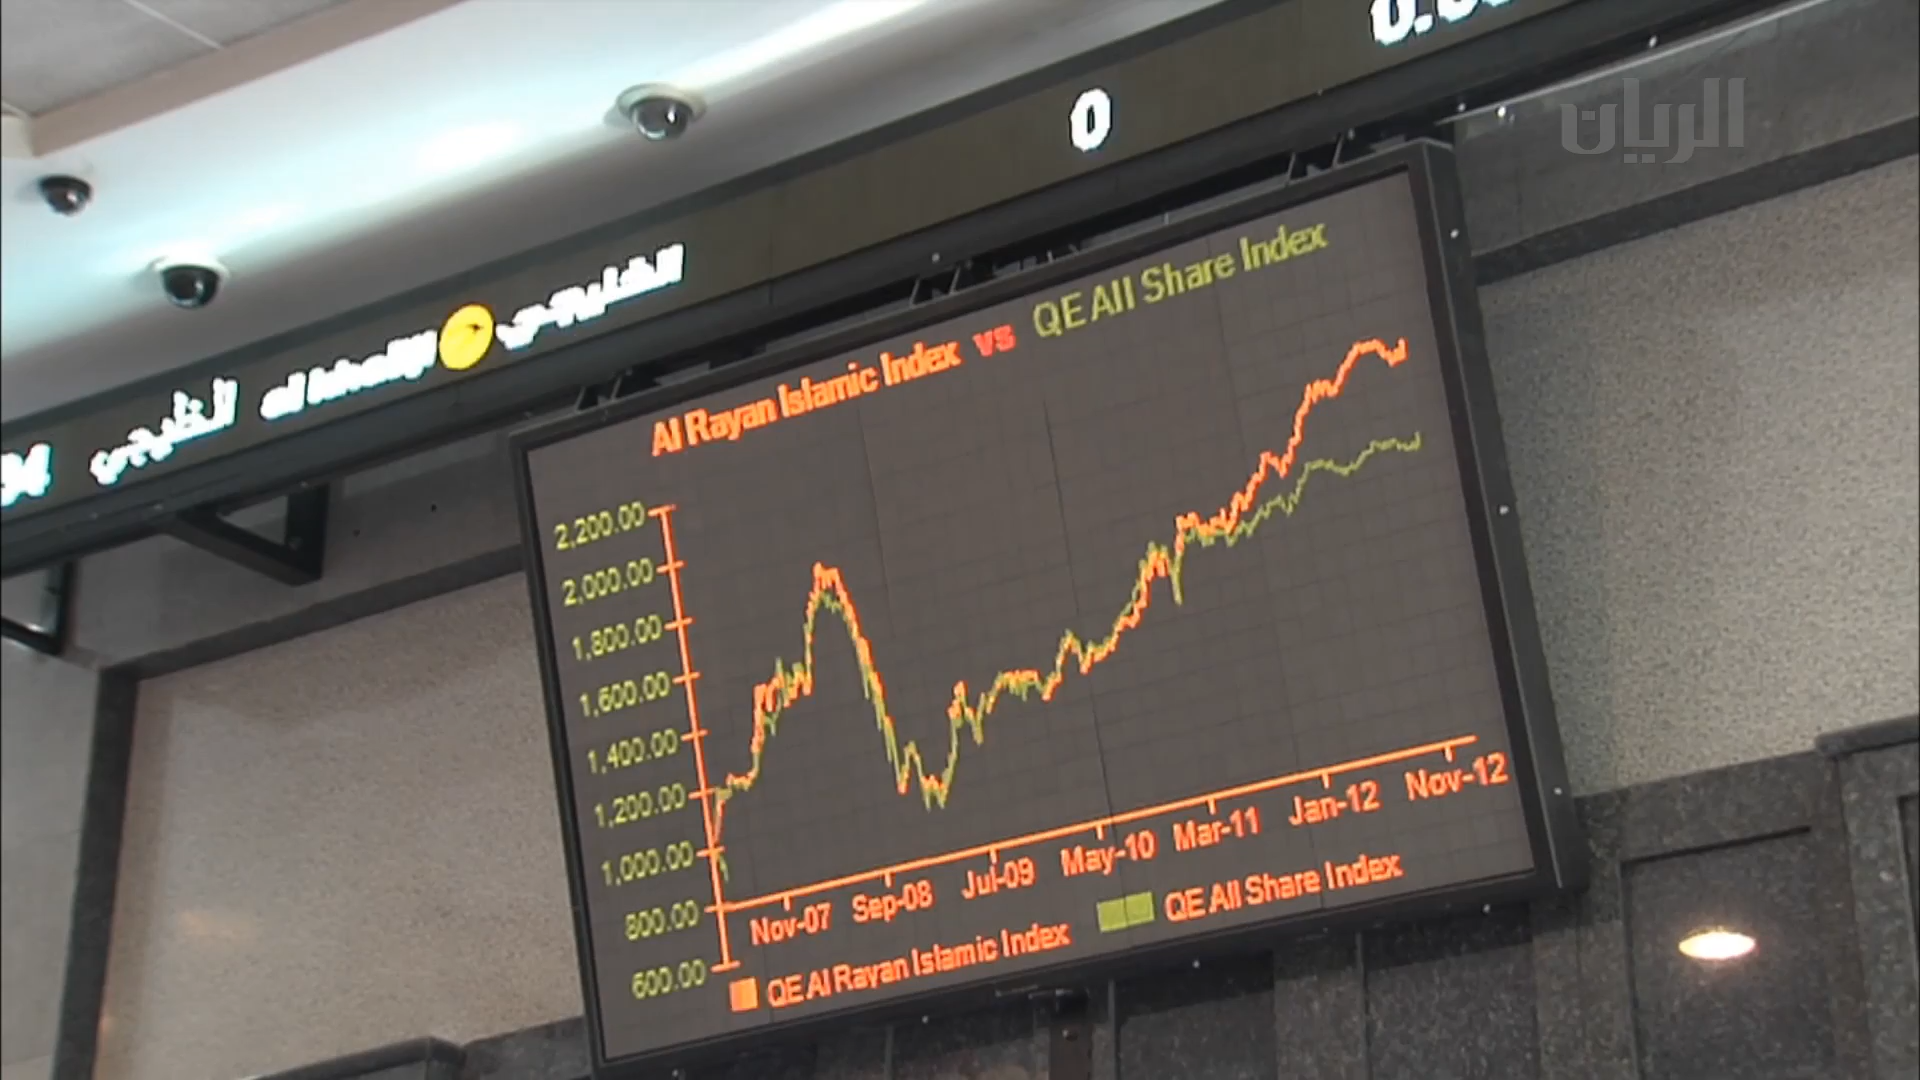 0.
الريان
0
94 الخليجي al khaliji الخليجي
Al Rayan Islamic Index vs QE All Share Index
2,200.00
2,000.00
1,800.00
1,600.00
1,400.00
1,200.00
1,000.00
800.00
600.00
Nov-07 Sep-08 Jul-09 May-10 Mar-11 Jan-12 Nov-12
QE Al Rayan Islamic Index QE All Share Index